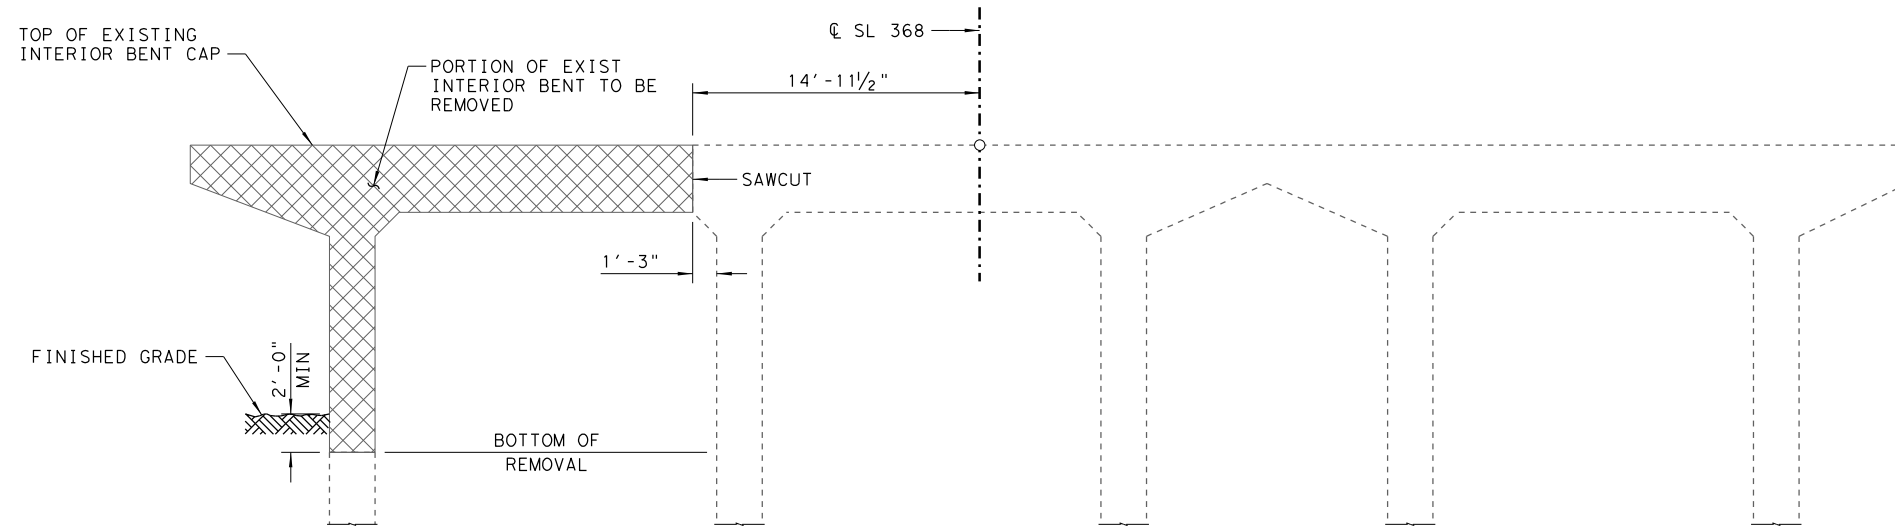 TOP OF EXISTING
INTERIOR BENT CAP
℄ SL 368
PORTION OF EXIST
INTERIOR BENT TO BE
REMOVED
14'-11½"
SAWCUT
1'-3"
FINISHED GRADE
2'-0"
MIN
BOTTOM OF
REMOVAL